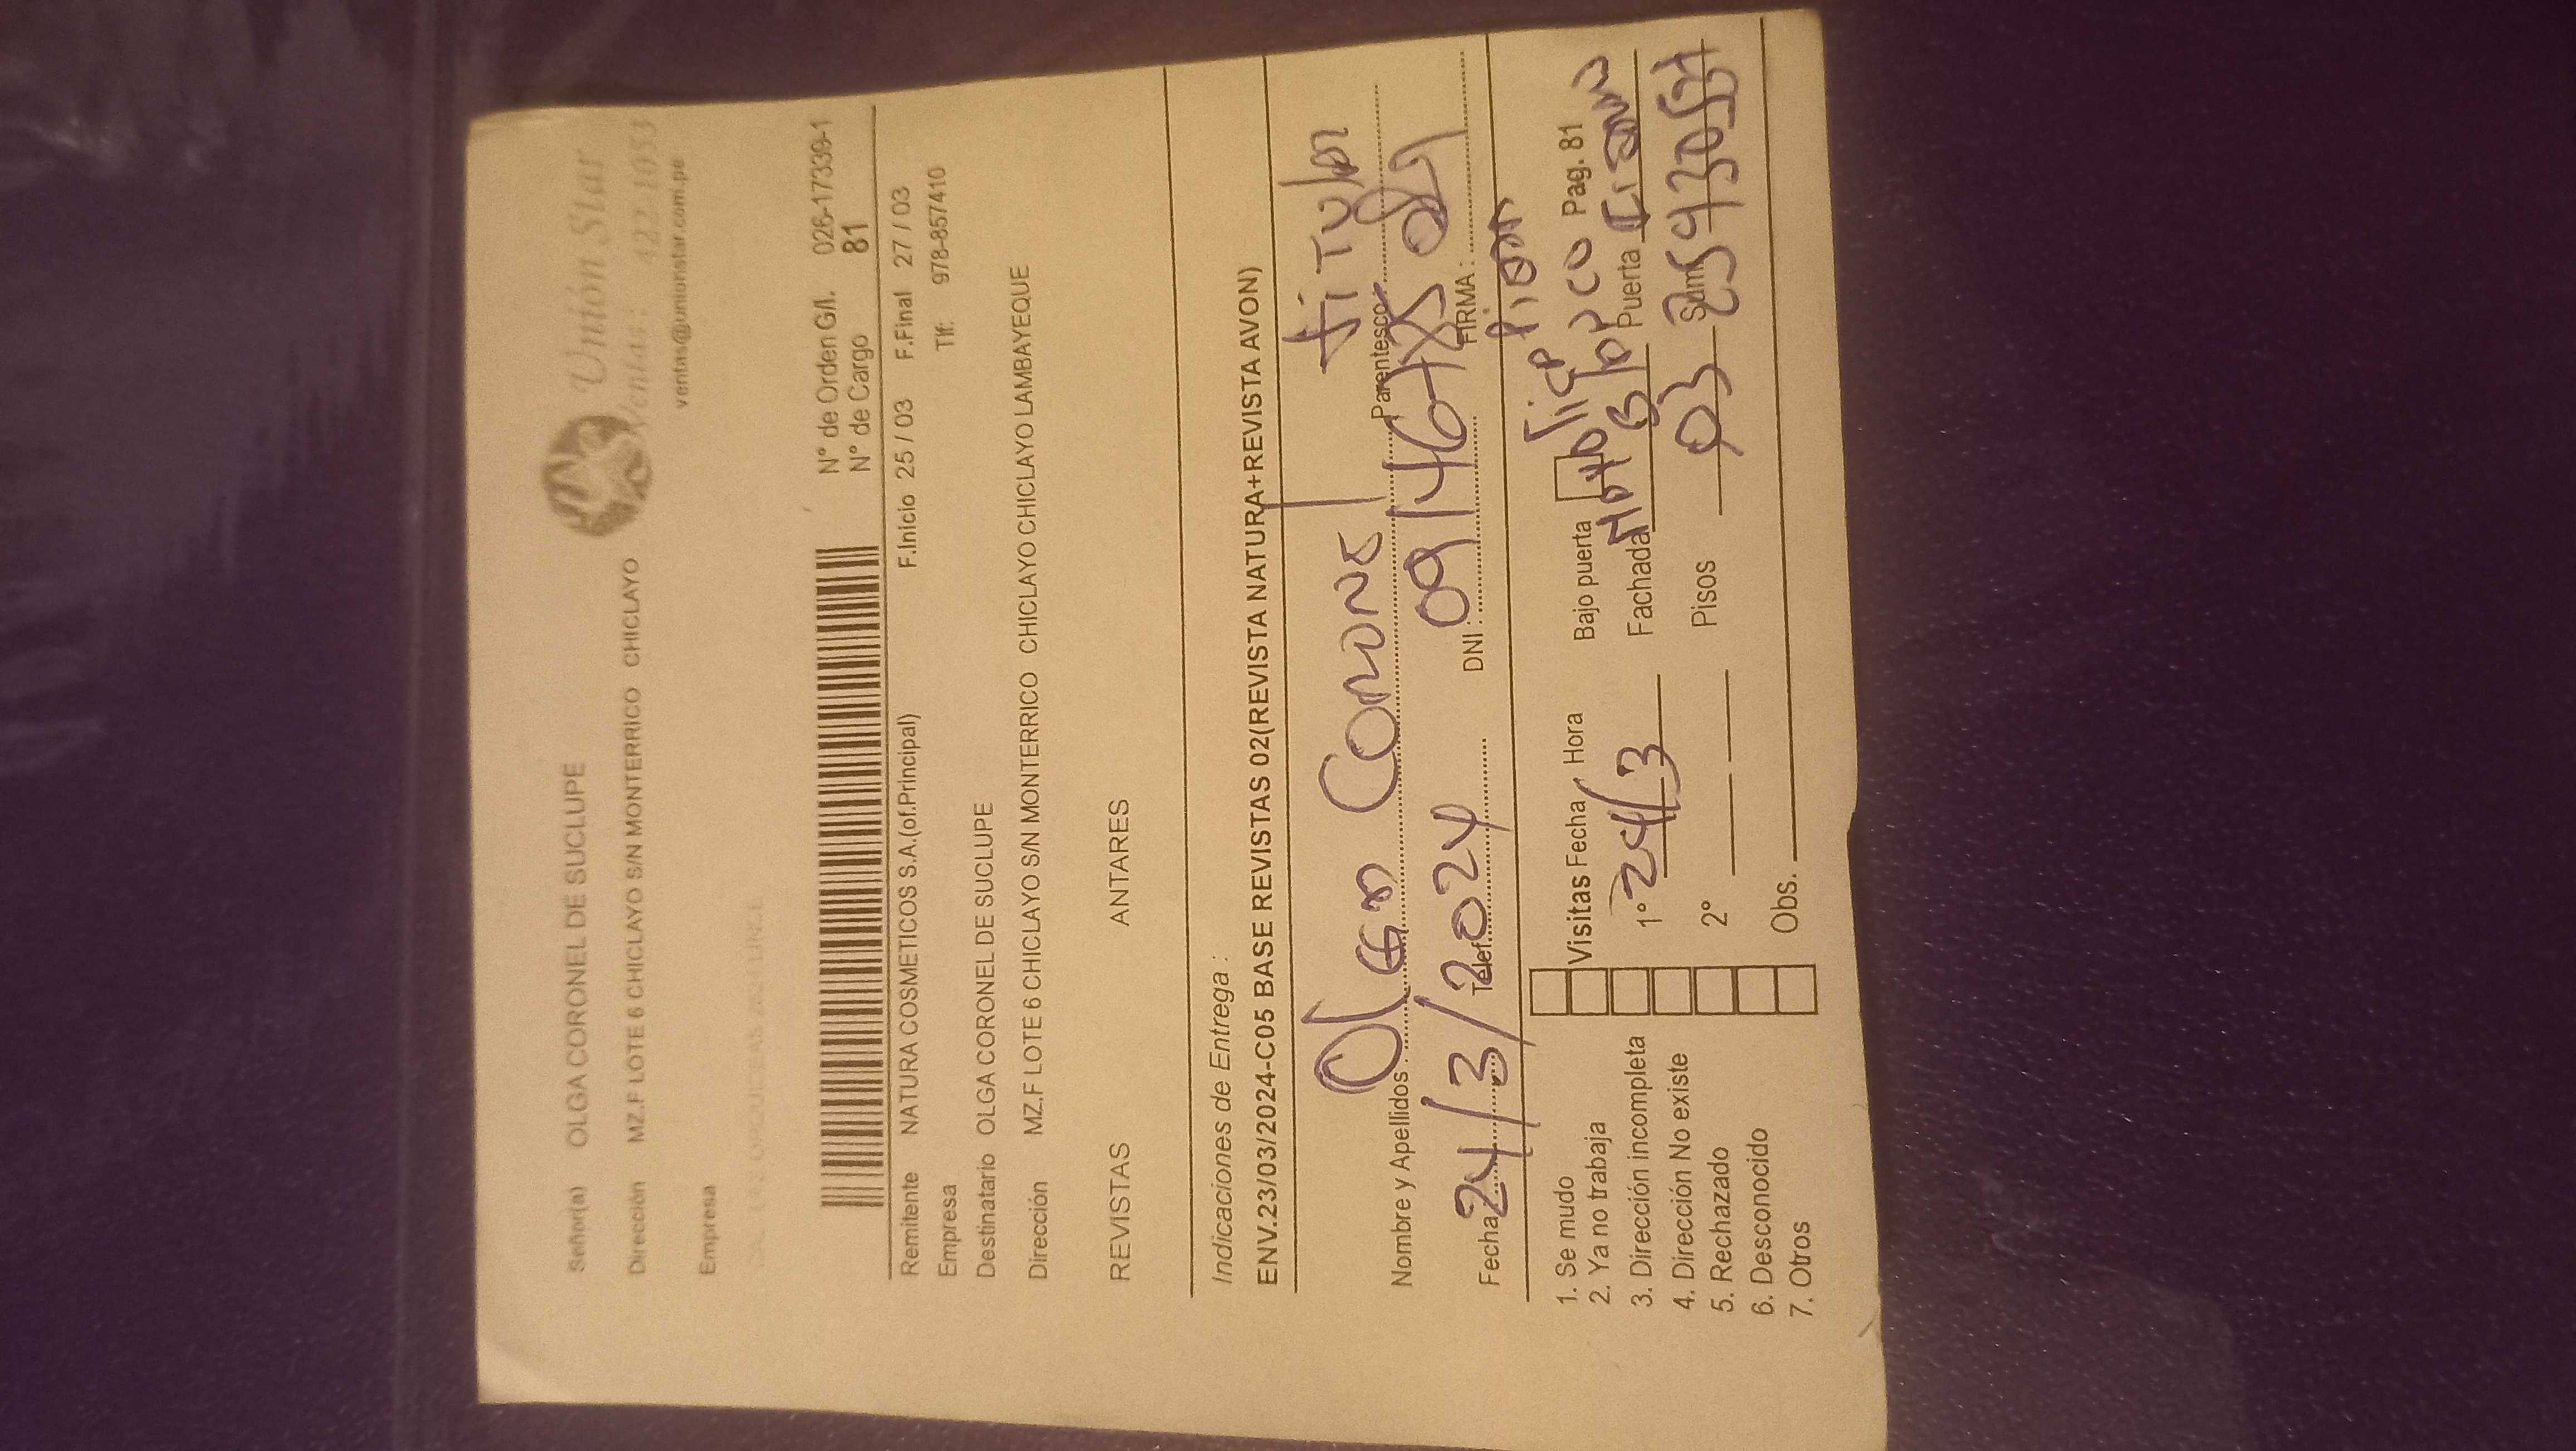 Unión Star
Ventas : 422-1033
ventas@unionstar.com.pe
Señor(a) OLGA CORONEL DE SUCLUPE
Dirección MZ.F LOTE 6 CHICLAYO S/N MONTERRICO CHICLAYO
Empresa
N° de Orden G/I. 026-17339-1
N° de Cargo 81
Remitente NATURA COSMETICOS S.A.(of.Principal) F.Inicio 25 / 03 F.Final 27 / 03
Empresa Tlf: 978-857410
Destinatario OLGA CORONEL DE SUCLUPE
Dirección MZ.F LOTE 6 CHICLAYO S/N MONTERRICO CHICLAYO CHICLAYO LAMBAYEQUE
REVISTAS ANTARES
Indicaciones de Entrega :
ENV.23/03/2024-C05 BASE REVISTAS 02(REVISTA NATURA+REVISTA AVON)
Nombre y Apellidos : Olga Coronel Parentesco: titular
Fecha 24/3/2024 Telef. DNI : FIRMA :
1. Se mudo
2. Ya no trabaja
3. Dirección incompleta
4. Dirección No existe
5. Rechazado
6. Desconocido
7. Otros
Visitas Fecha / Hora Bajo puerta Pag. 81
1° 24/3 Fachada Blanco Puerta
2° Pisos 03 Sum
Obs.